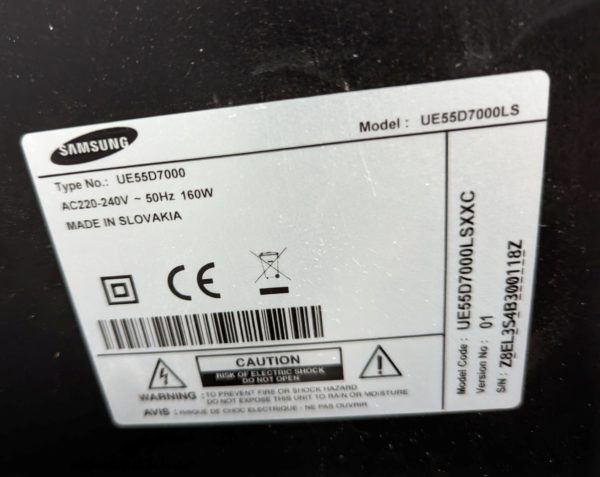 SAMSUNG
Model : UE55D7000LS
Type No.: UE55D7000
AC220-240V ~ 50Hz 160W
MADE IN SLOVAKIA
CE
CAUTION
RISK OF ELECTRIC SHOCK
DO NOT OPEN
WARNING : TO PREVENT FIRE OR SHOCK HAZARD
DO NOT EXPOSE THIS UNIT TO RAIN OR MOISTURE
AVIS : RISQUE DE CHOC ELECTRIQUE - NE PAS OUVRIR
Model Code : UE55D7000LSXXC
Version No : 01
S/N : Z8EL3S4B300118Z